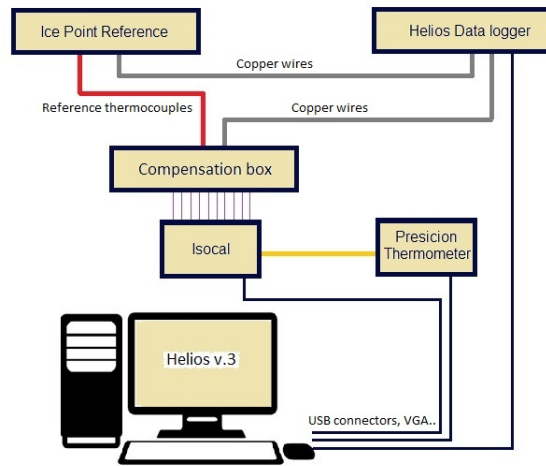 Ice Point Reference
Helios Data logger
Copper wires
Reference thermocouples
Copper wires
Compensation box
Isocal
Presicion
Thermometer
Helios v.3
USB connectors, VGA..